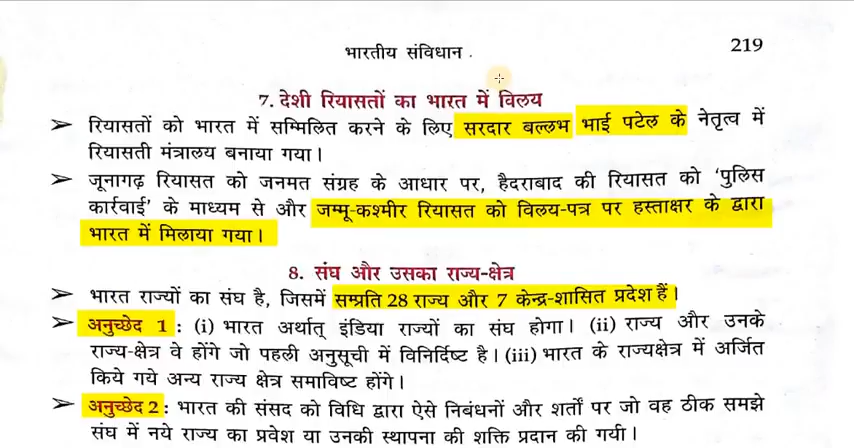 भारतीय संविधान .
219
7. देशी रियासतों का भारत में विलय
➢ रियासतों को भारत में सम्मिलित करने के लिए सरदार बल्लभ भाई पटेल के नेतृत्व में
रियासती मंत्रालय बनाया गया।
➢ जूनागढ़ रियासत को जनमत संग्रह के आधार पर, हैदराबाद की रियासत को 'पुलिस
कार्रवाई' के माध्यम से और जम्मू-कश्मीर रियासत को विलय-पत्र पर हस्ताक्षर के द्वारा
भारत में मिलाया गया।
8. संघ और उसका राज्य-क्षेत्र
➢ भारत राज्यों का संघ है, जिसमें सम्प्रति 28 राज्य और 7 केन्द्र-शासित प्रदेश हैं।
➢ अनुच्छेद 1 : (i) भारत अर्थात् इंडिया राज्यों का संघ होगा। (ii) राज्य और उनके
राज्य-क्षेत्र वे होंगे जो पहली अनुसूची में विनिर्दिष्ट है। (iii) भारत के राज्यक्षेत्र में अर्जित
किये गये अन्य राज्य क्षेत्र समाविष्ट होंगे।
➢ अनुच्छेद 2 : भारत की संसद को विधि द्वारा ऐसे निबंधनों और शर्तों पर जो वह ठीक समझे
संघ में नये राज्य का प्रवेश या उनकी स्थापना की शक्ति प्रदान की गयी।